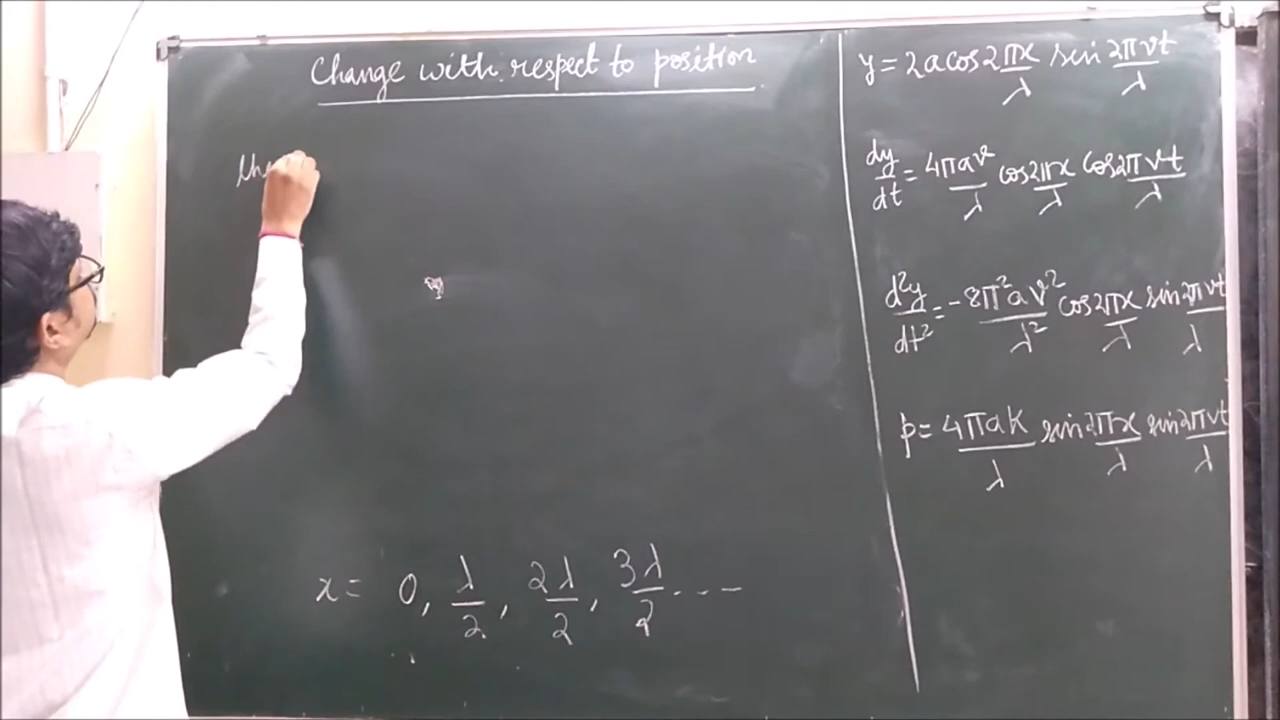 Change with respect to position
x = 0, λ/2, 2λ/2, 3λ/2 ...--
y = 2a cos 2πx/λ sin 2πvt/λ
dy/dt = 4πav/λ cos 2πx/λ cos 2πvt/λ
d²y/dt² = -8π²av²/λ² cos 2πx/λ sin 2πvt/λ
p = 4πak/λ sin 2πx/λ sin 2πvt/λ